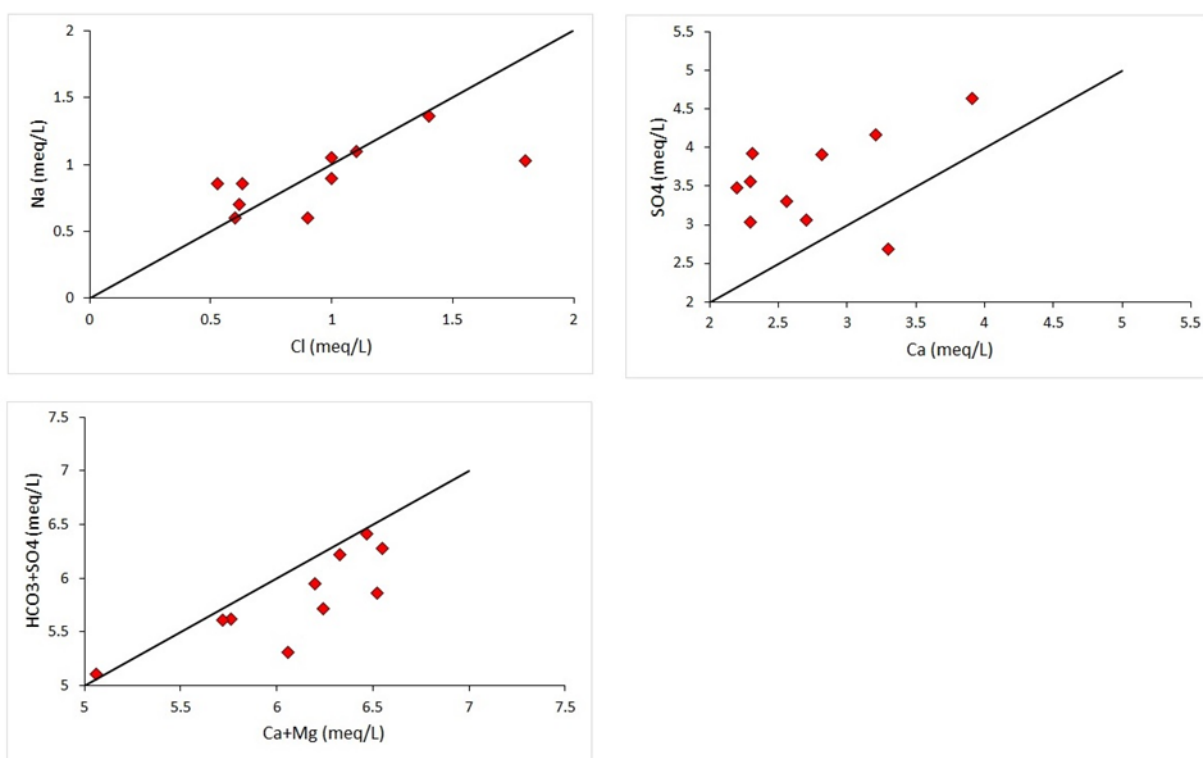 2
1.5
1
0.5
0
Na (meq/L)
0 0.5 1 1.5 2
Cl (meq/L)
5.5
5
4.5
4
3.5
3
2.5
2
SO4 (meq/L)
2 2.5 3 3.5 4 4.5 5 5.5
Ca (meq/L)
7.5
7
6.5
6
5.5
5
HCO3+SO4 (meq/L)
5 5.5 6 6.5 7 7.5
Ca+Mg (meq/L)